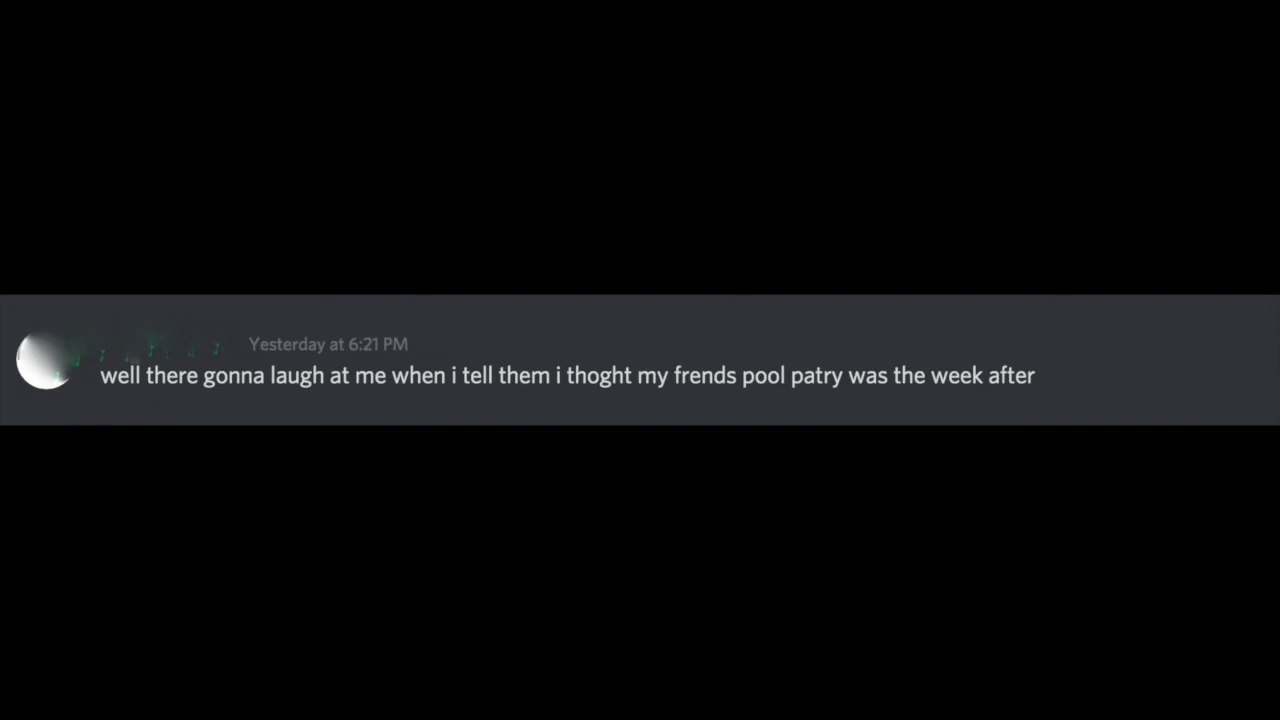 Yesterday at 6:21 PM
well there gonna laugh at me when i tell them i thoght my frends pool patry was the week after